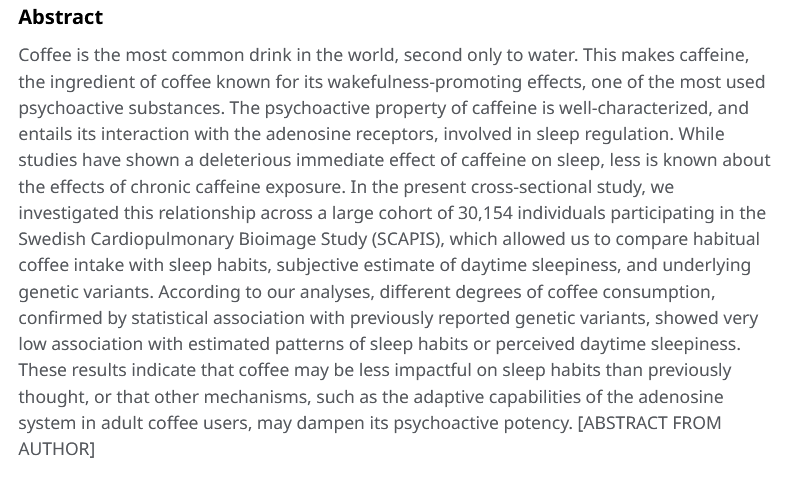 Abstract
Coffee is the most common drink in the world, second only to water. This makes caffeine,
the ingredient of coffee known for its wakefulness-promoting effects, one of the most used
psychoactive substances. The psychoactive property of caffeine is well-characterized, and
entails its interaction with the adenosine receptors, involved in sleep regulation. While
studies have shown a deleterious immediate effect of caffeine on sleep, less is known about
the effects of chronic caffeine exposure. In the present cross-sectional study, we
investigated this relationship across a large cohort of 30,154 individuals participating in the
Swedish Cardiopulmonary Bioimage Study (SCAPIS), which allowed us to compare habitual
coffee intake with sleep habits, subjective estimate of daytime sleepiness, and underlying
genetic variants. According to our analyses, different degrees of coffee consumption,
confirmed by statistical association with previously reported genetic variants, showed very
low association with estimated patterns of sleep habits or perceived daytime sleepiness.
These results indicate that coffee may be less impactful on sleep habits than previously
thought, or that other mechanisms, such as the adaptive capabilities of the adenosine
system in adult coffee users, may dampen its psychoactive potency. [ABSTRACT FROM
AUTHOR]